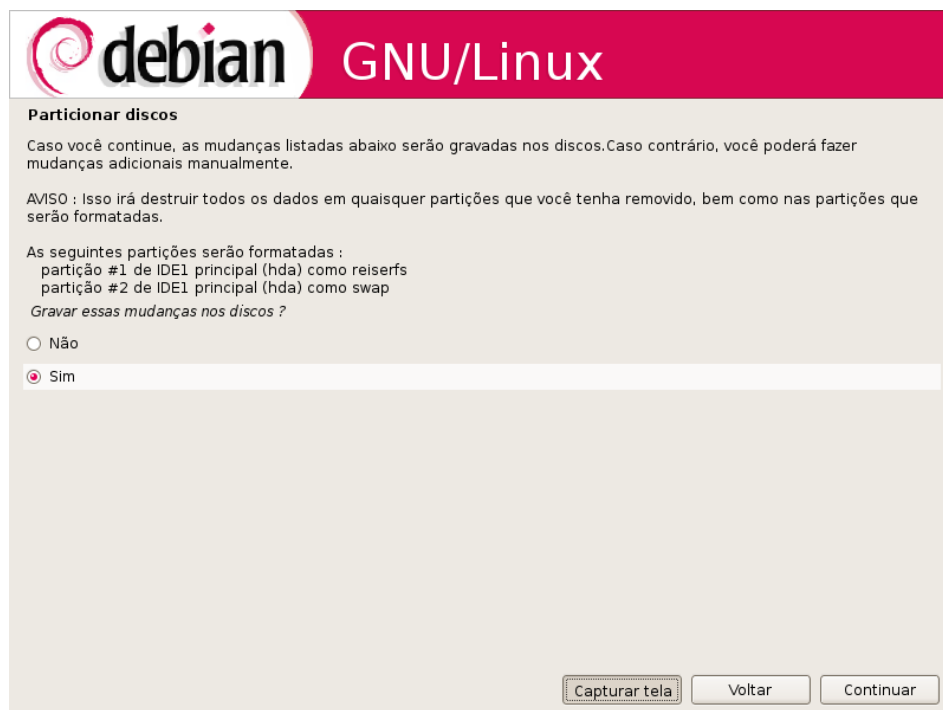 debian GNU/Linux
Particionar discos
Caso você continue, as mudanças listadas abaixo serão gravadas nos discos.Caso contrário, você poderá fazer
mudanças adicionais manualmente.
AVISO : Isso irá destruir todos os dados em quaisquer partições que você tenha removido, bem como nas partições que
serão formatadas.
As seguintes partições serão formatadas :
partição #1 de IDE1 principal (hda) como reiserfs
partição #2 de IDE1 principal (hda) como swap
Gravar essas mudanças nos discos ?
Não
Sim
Capturar tela Voltar Continuar